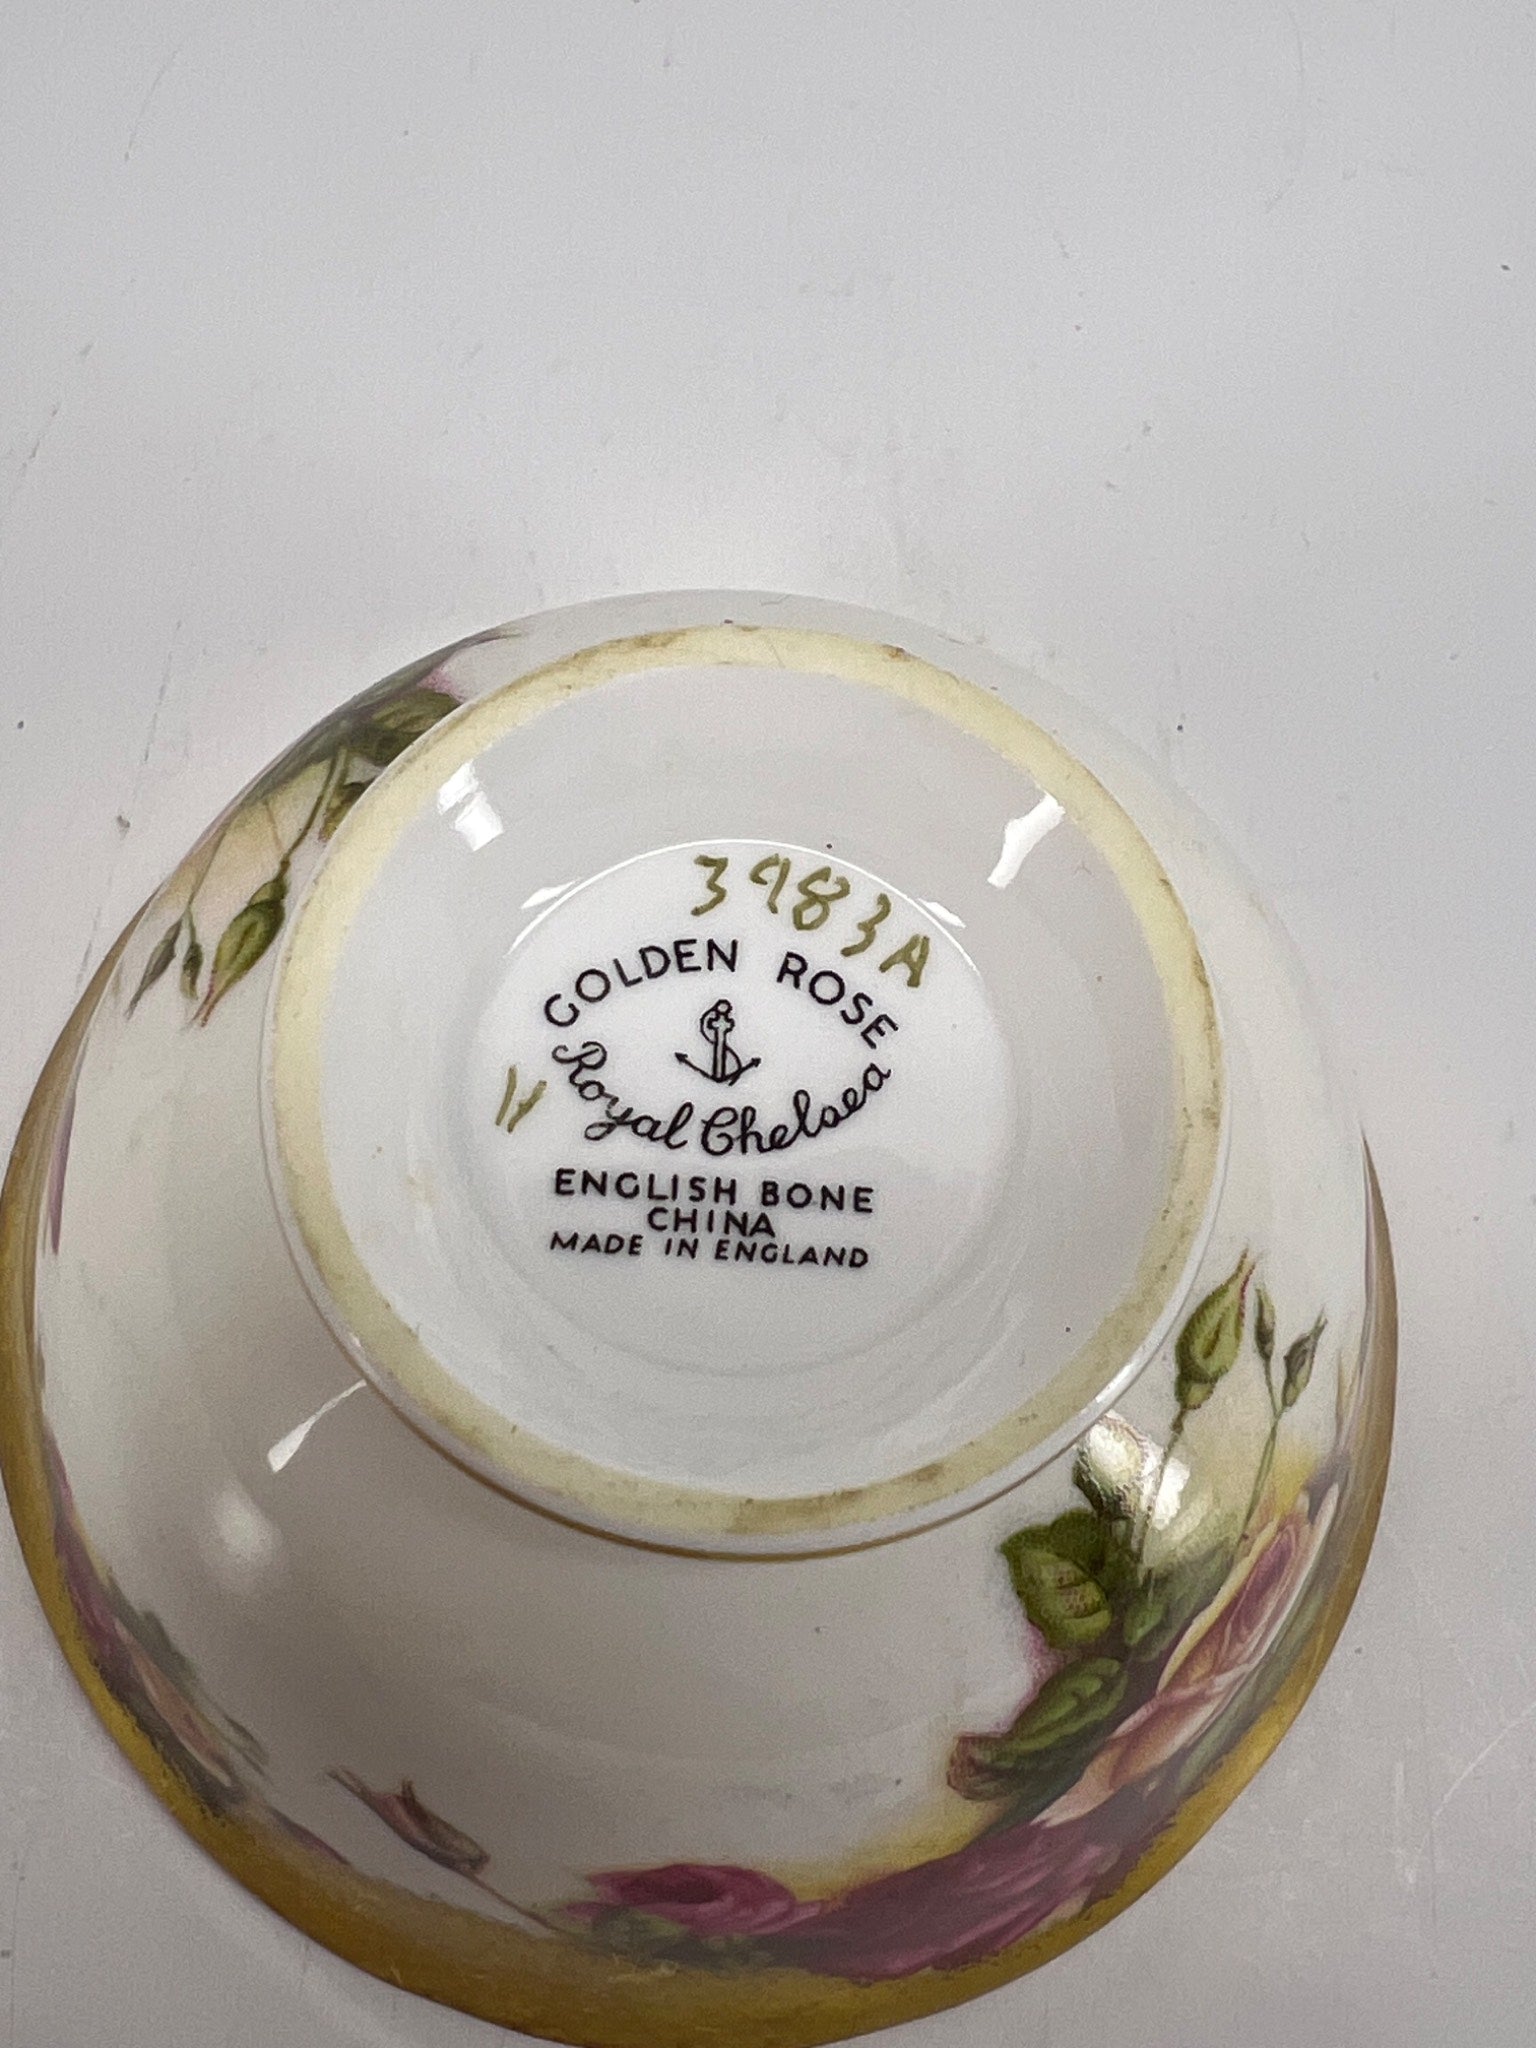 3983A
GOLDEN ROSE
H
Royal Chelsea
ENGLISH BONE
CHINA
MADE IN ENGLAND